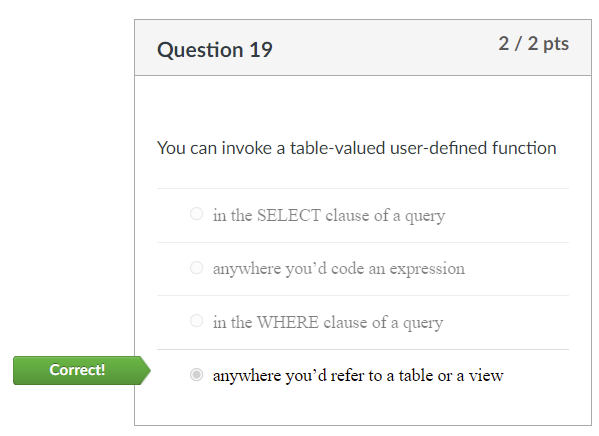 Question 19
2 / 2 pts
You can invoke a table-valued user-defined function
in the SELECT clause of a query
anywhere you’d code an expression
in the WHERE clause of a query
Correct!
anywhere you’d refer to a table or a view